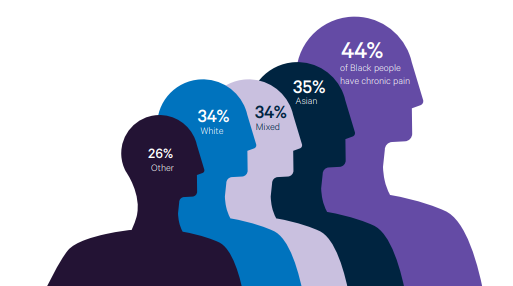 44%
of Black people
have chronic pain
35%
Asian
34%
Mixed
34%
White
26%
Other